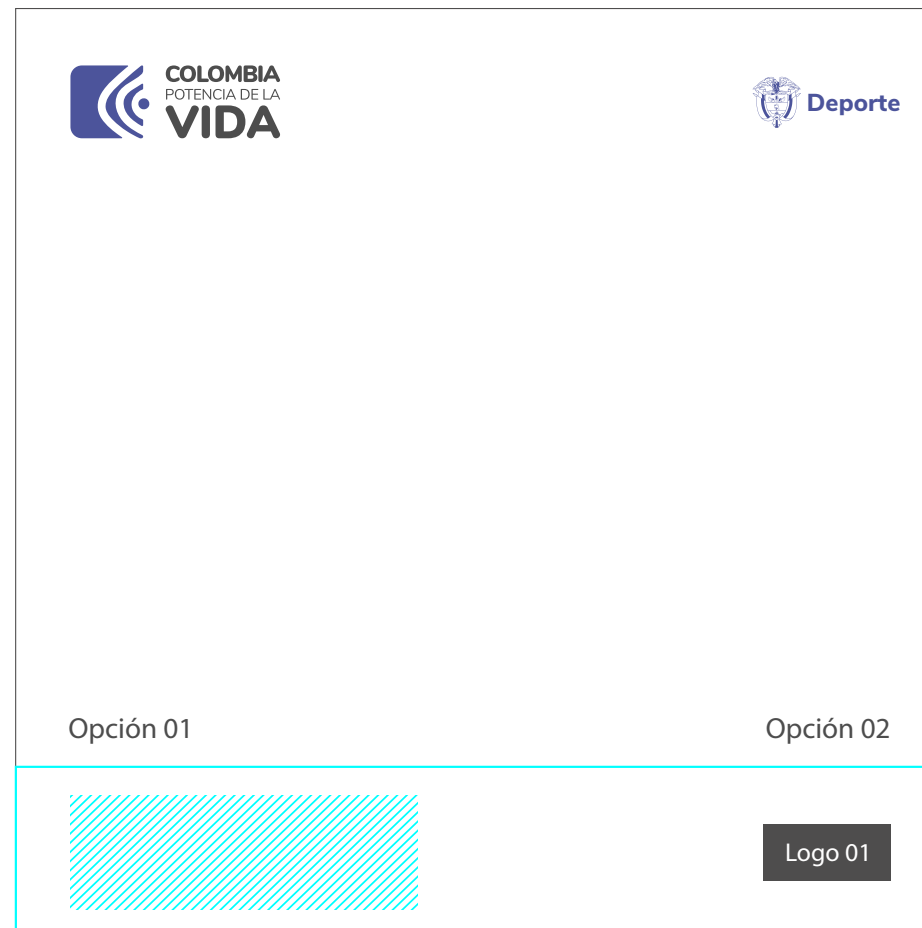 COLOMBIA
POTENCIA DE LA
VIDA
Deporte
Opción 01
Opción 02
Logo 01